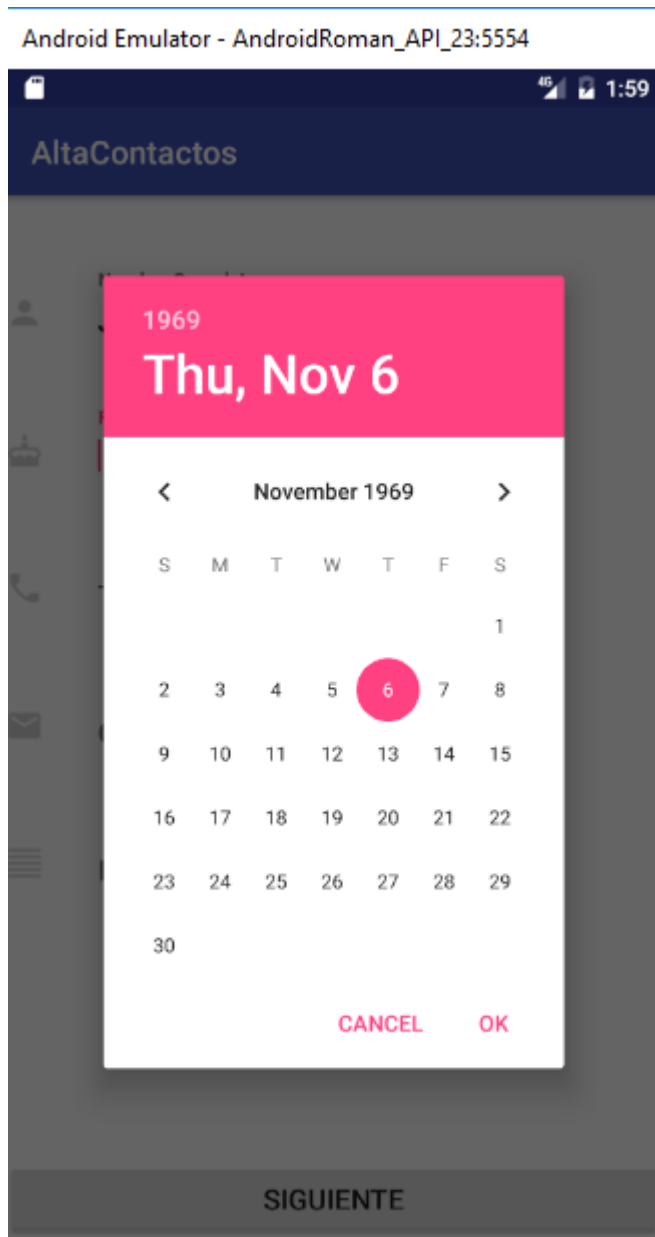 Android Emulator - AndroidRoman_API_23:5554
4G 1:59
AltaContactos
1969
Thu, Nov 6
November 1969
S M T W T F S
1
2 3 4 5 6 7 8
9 10 11 12 13 14 15
16 17 18 19 20 21 22
23 24 25 26 27 28 29
30
CANCEL OK
SIGUIENTE